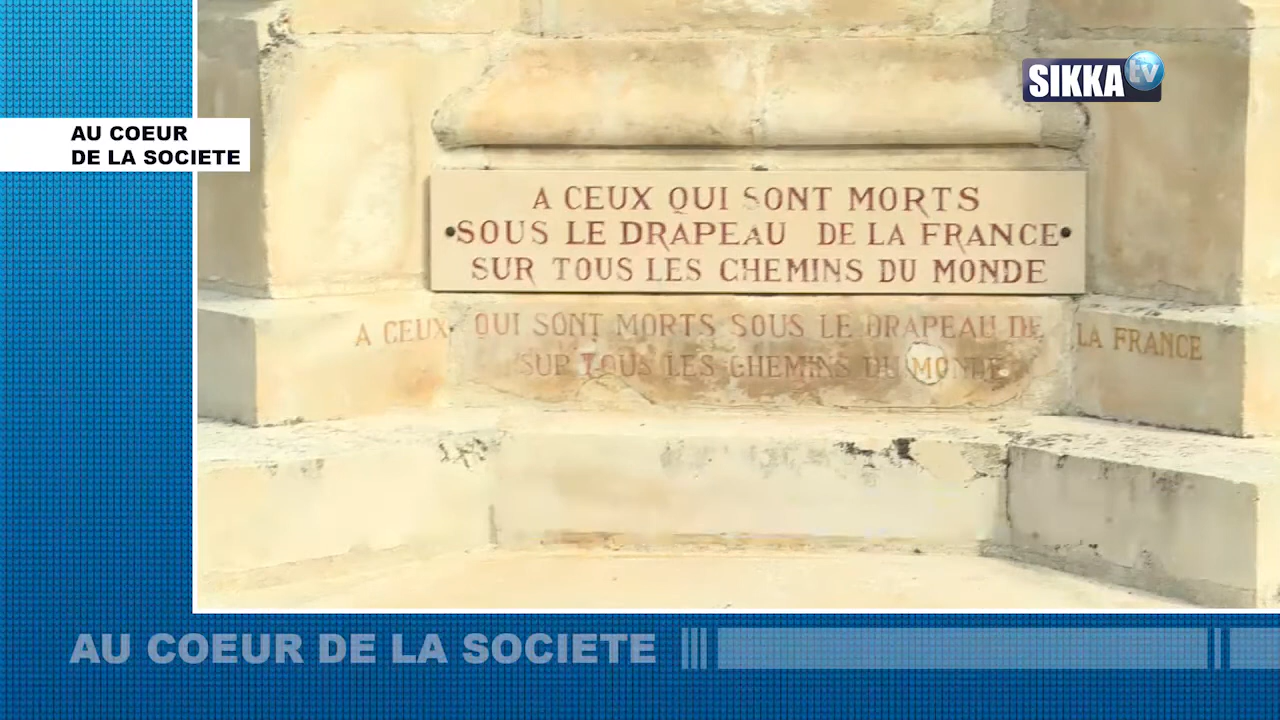 SIKKA tv
AU COEUR
DE LA SOCIETE
A CEUX QUI SONT MORTS
SOUS LE DRAPEAU DE LA FRANCE
SUR TOUS LES CHEMINS DU MONDE
A CEUX QUI SONT MORTS SOUS LE DRAPEAU DE LA FRANCE
SUR TOUS LES CHEMINS DU MONDE
AU COEUR DE LA SOCIETE